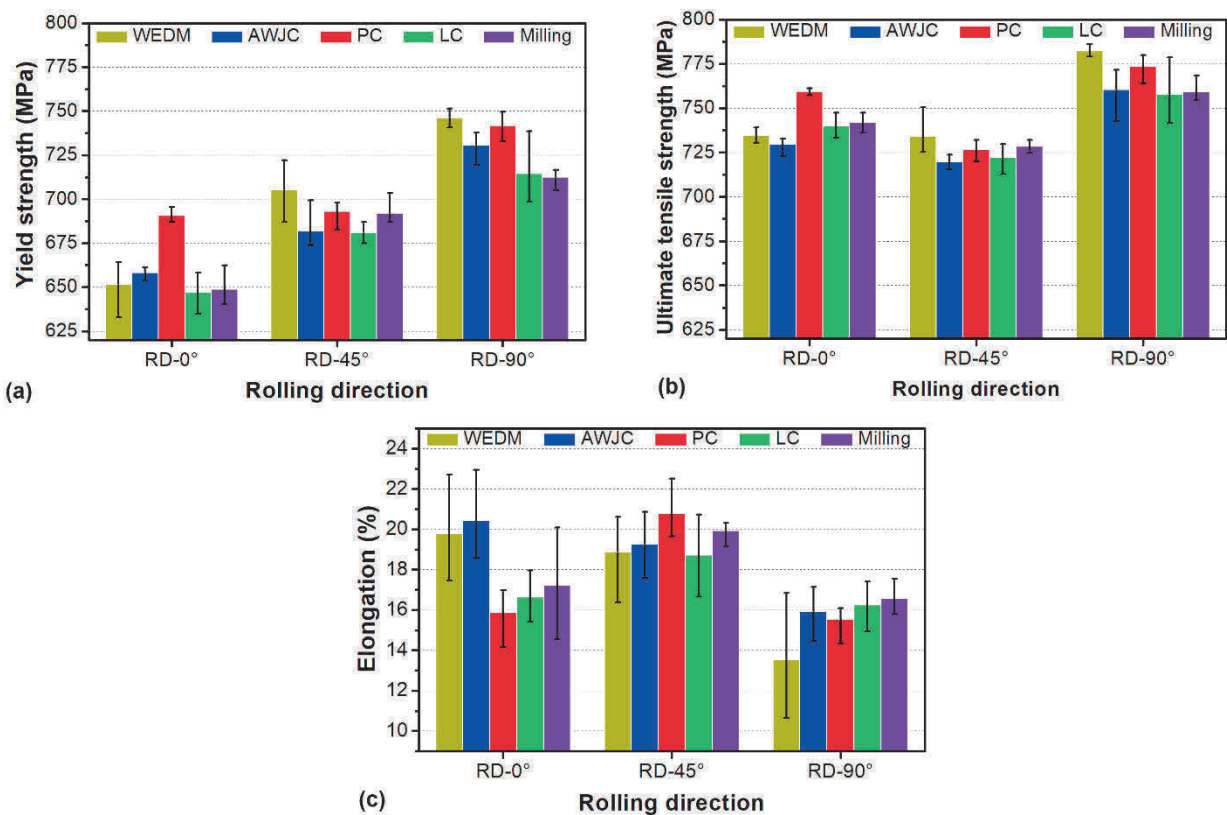 WEDM AWJC PC LC Milling
Yield strength (MPa)
800
775
750
725
700
675
650
625
RD-0° RD-45° RD-90°
Rolling direction
(a)
WEDM AWJC PC LC Milling
Ultimate tensile strength (MPa)
800
775
750
725
700
675
650
625
RD-0° RD-45° RD-90°
Rolling direction
(b)
WEDM AWJC PC LC Milling
Elongation (%)
24
22
20
18
16
14
12
10
RD-0° RD-45° RD-90°
Rolling direction
(c)